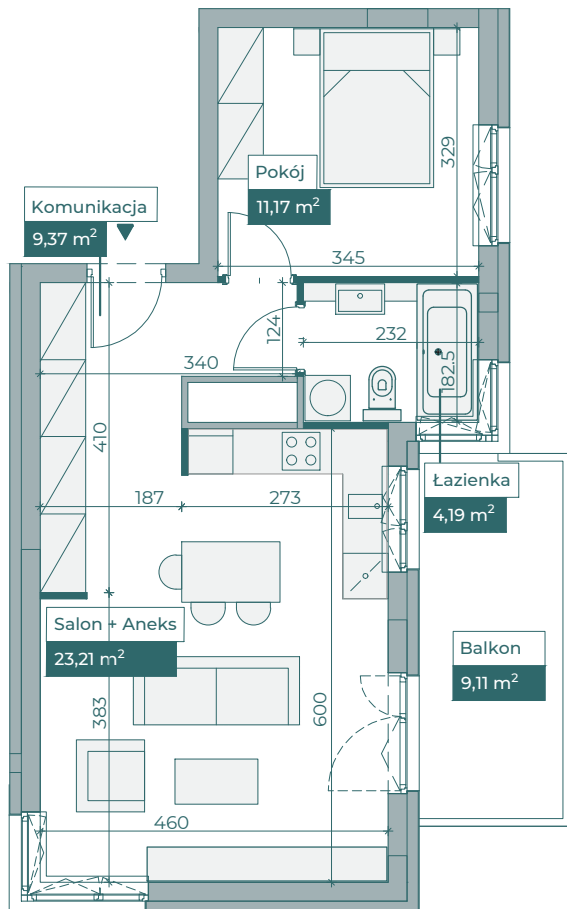 Pokój
11,17 m²
329
Komunikacja
9,37 m²
345
124
232
340
182.5
410
Łazienka
4,19 m²
187
273
Salon + Aneks
23,21 m²
Balkon
9,11 m²
383
600
460